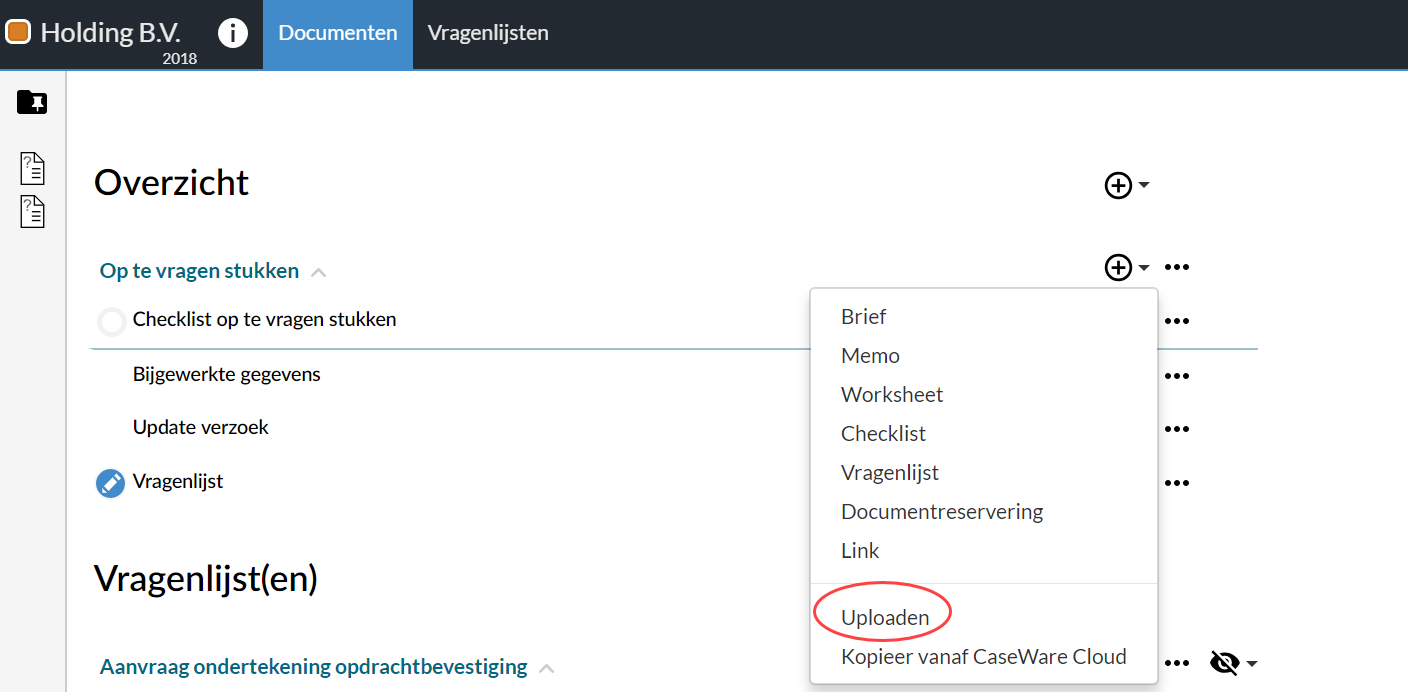 Holding B.V.
2018
Documenten
Vragenlijsten
Overzicht
Op te vragen stukken
Checklist op te vragen stukken
Bijgewerkte gegevens
Update verzoek
Vragenlijst
Brief
Memo
Worksheet
Checklist
Vragenlijst
Documentreservering
Link
Uploaden
Kopieer vanaf CaseWare Cloud
Vragenlijst(en)
Aanvraag ondertekening opdrachtbevestiging